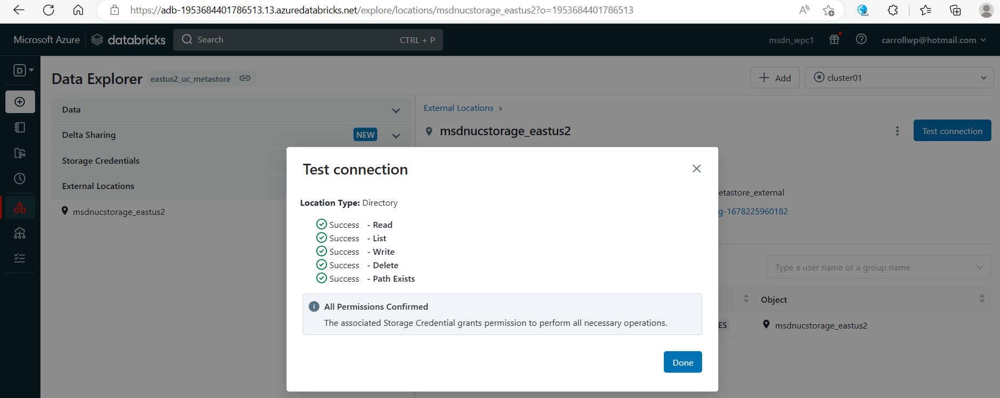 https://adb-1953684401786513.13.azuredatabricks.net/explore/locations/msdnucstorage_eastus2?o=1953684401786513
Microsoft Azure databricks Search CTRL + P msdn_wpc1 carrollwp@hotmail.com
D
Data Explorer eastus2_uc_metastore Add cluster01
Data
Delta Sharing NEW
Storage Credentials
External Locations
msdnucstorage_eastus2
External Locations ›
msdnucstorage_eastus2 Test connection
etastore_external
g-1678225960182
Type a user name or a group name
Object
ES msdnucstorage_eastus2
Test connection
Location Type: Directory
Success - Read
Success - List
Success - Write
Success - Delete
Success - Path Exists
All Permissions Confirmed
The associated Storage Credential grants permission to perform all necessary operations.
Done